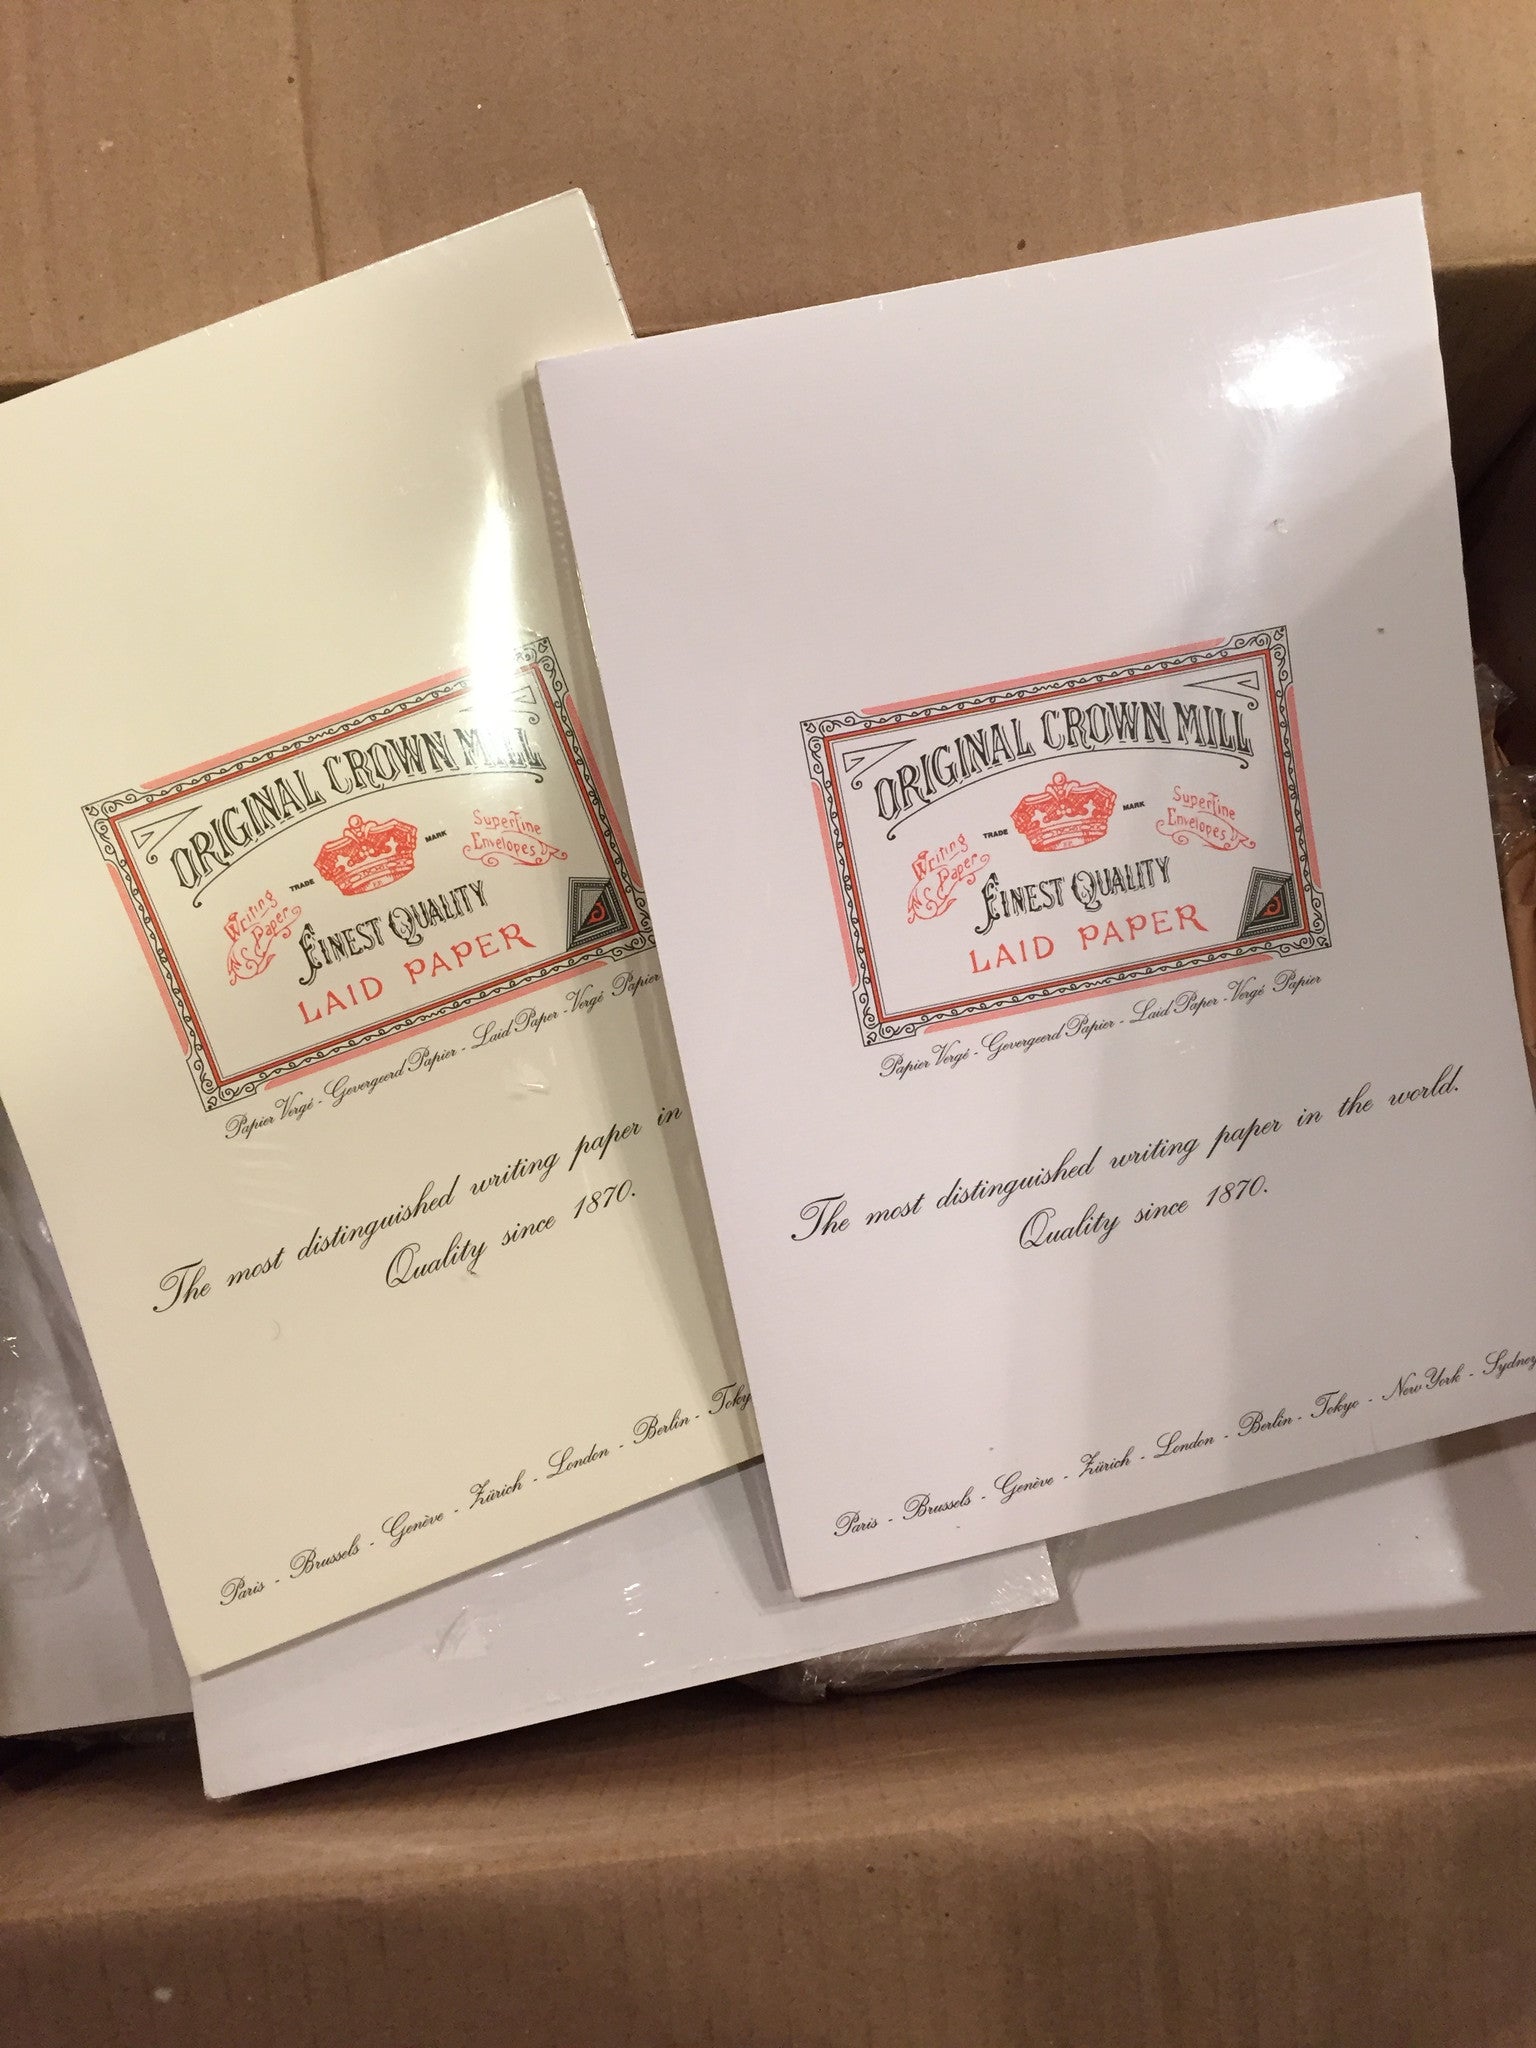 ORIGINAL CROWN MILL
TRADE MARK
Writing
Paper
Superfine
Envelopes
FINEST QUALITY
LAID PAPER
Papier Vergé - Gevergeerd Papier - Laid Paper - Vergé Papier
The most distinguished writing paper in
Quality since 1870.
Paris - Brussels - Genève - Zürich - London - Berlin - Toky
ORIGINAL CROWN MILL
TRADE MARK
Writing
Paper
Superfine
Envelopes
FINEST QUALITY
LAID PAPER
Papier Vergé - Gevergeerd Papier - Laid Paper - Vergé Papier
The most distinguished writing paper in the world.
Quality since 1870.
Paris - Brussels - Genève - Zürich - London - Berlin - Tokyo - New York - Sydney